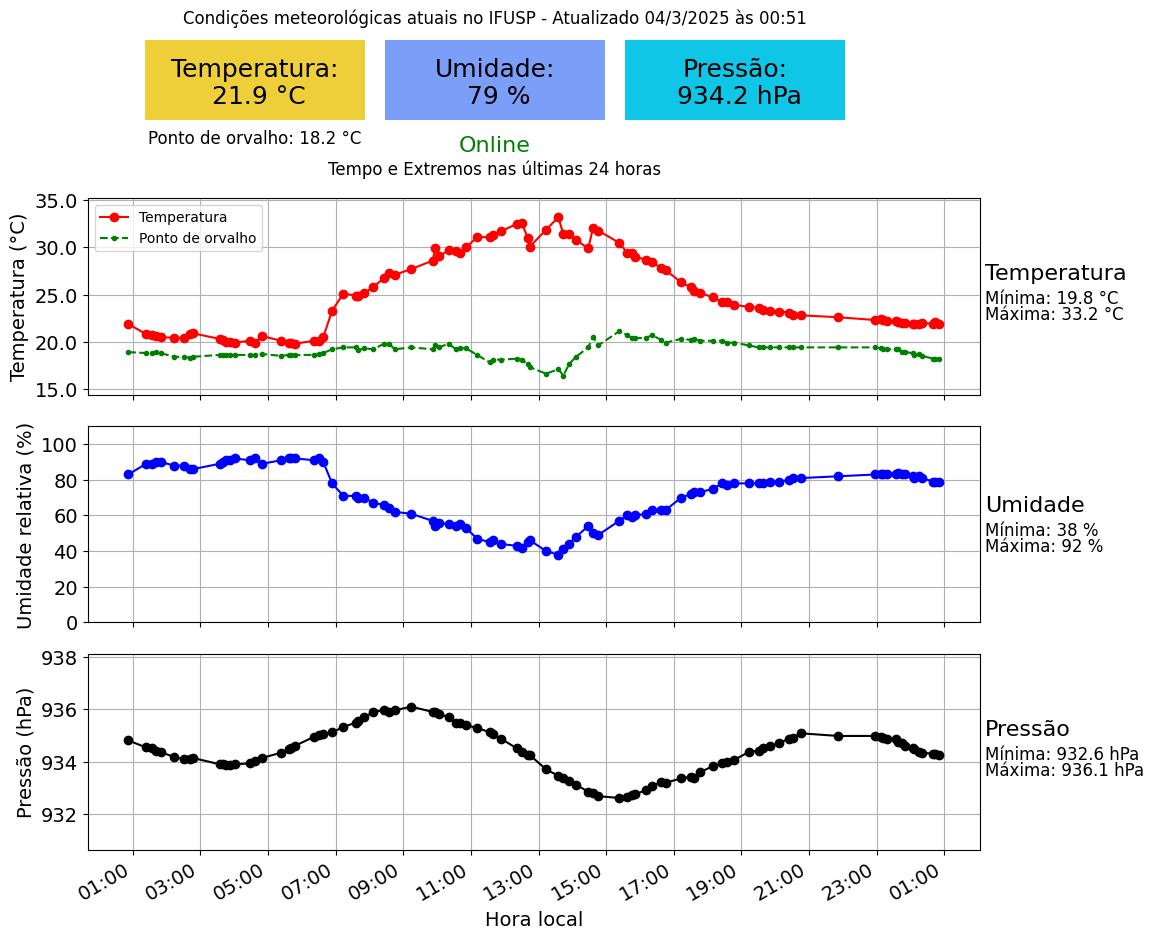 Condições meteorológicas atuais no IFUSP - Atualizado 04/3/2025 às 00:51
Temperatura:
21.9 °C
Umidade:
79 %
Pressão:
934.2 hPa
Ponto de orvalho: 18.2 °C
Online
Tempo e Extremos nas últimas 24 horas
Temperatura (°C)
35.0
30.0
25.0
20.0
15.0
Temperatura
Ponto de orvalho
Temperatura
Mínima: 19.8 °C
Máxima: 33.2 °C
Umidade relativa (%)
100
80
60
40
20
0
Umidade
Mínima: 38 %
Máxima: 92 %
Pressão (hPa)
938
936
934
932
Pressão
Mínima: 932.6 hPa
Máxima: 936.1 hPa
01:00 03:00 05:00 07:00 09:00 11:00 13:00 15:00 17:00 19:00 21:00 23:00 01:00
Hora local